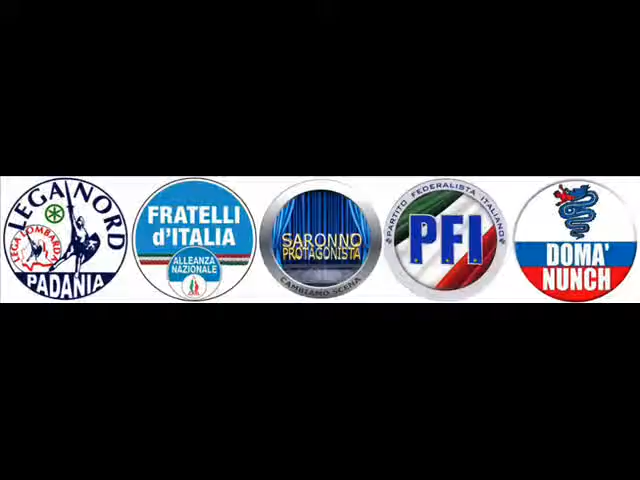 LEGA NORD
LEGA LOMBARDA
PADANIA
FRATELLI
d'ITALIA
ALLEANZA
NAZIONALE
SARONNO
PROTAGONISTA
CAMBIAMO SCENA
PARTITO FEDERALISTA ITALIANO
PFI
DOMA'
NUNCH